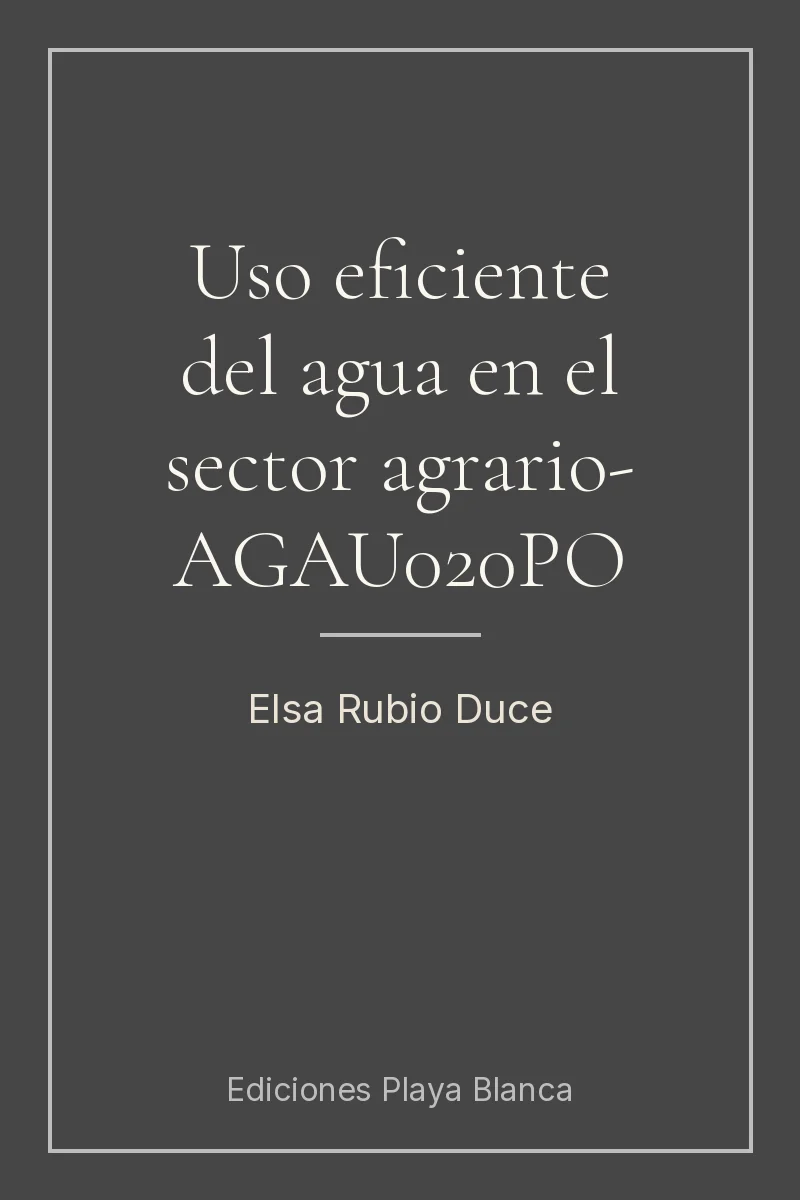 Uso eficiente
del agua en el
sector agrario-
AGAU020PO
Elsa Rubio Duce
Ediciones Playa Blanca